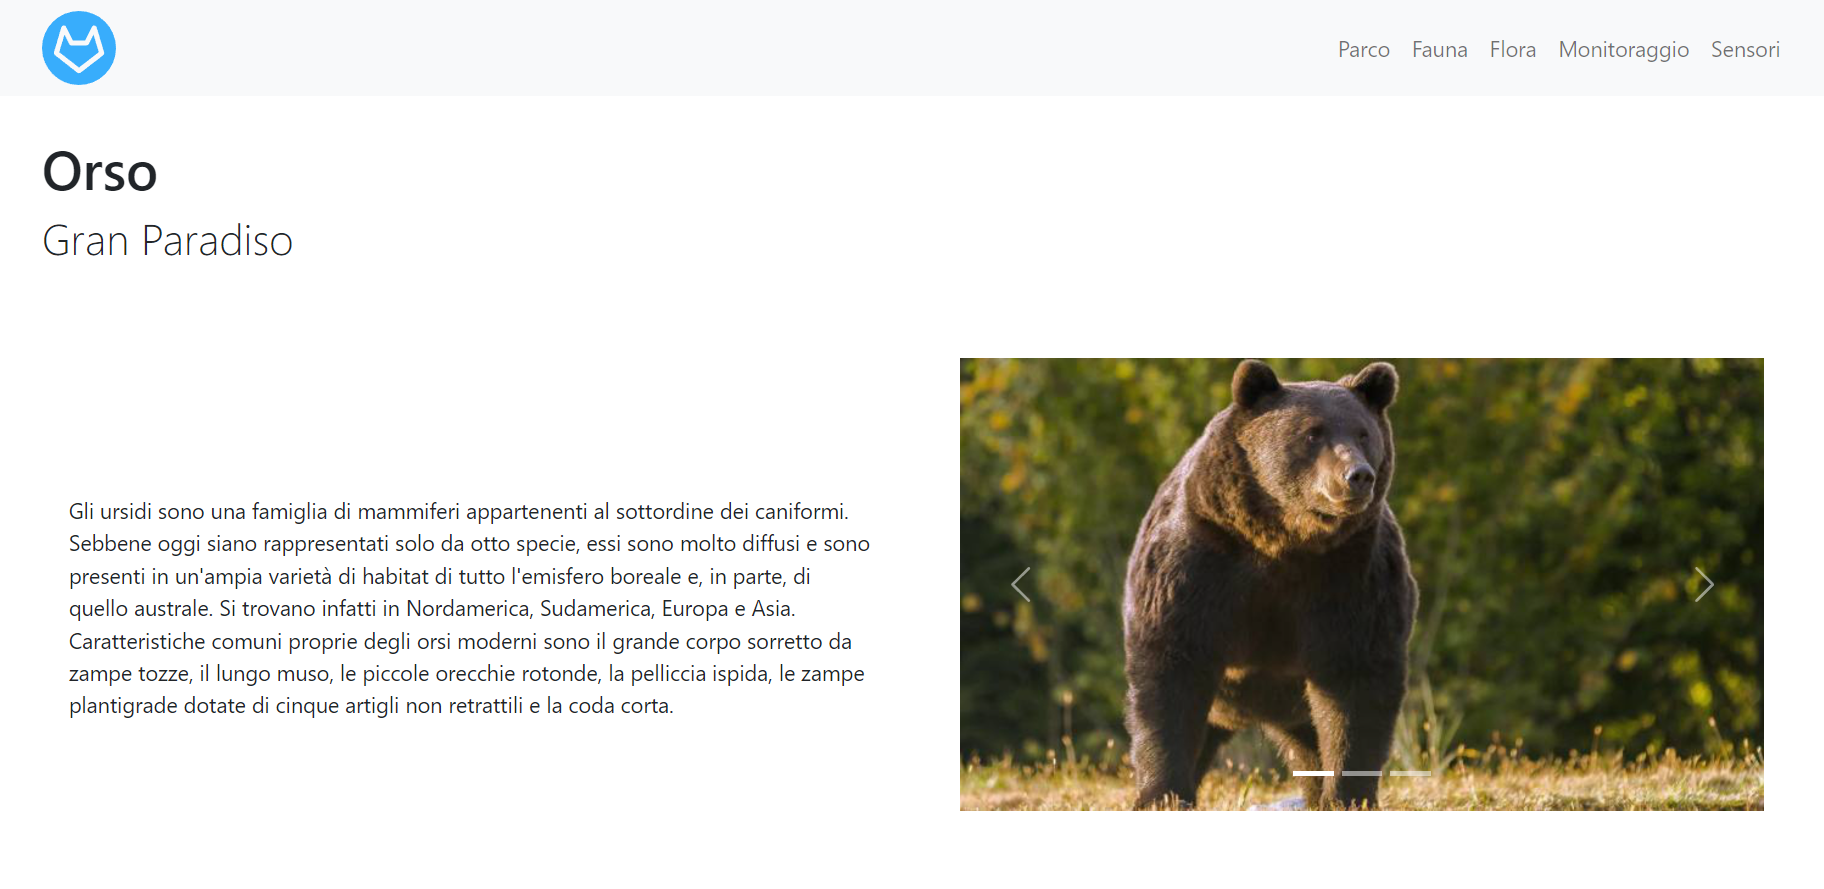 Parco Fauna Flora Monitoraggio Sensori
Orso
Gran Paradiso
Gli ursidi sono una famiglia di mammiferi appartenenti al sottordine dei caniformi.
Sebbene oggi siano rappresentati solo da otto specie, essi sono molto diffusi e sono
presenti in un'ampia varietà di habitat di tutto l'emisfero boreale e, in parte, di
quello australe. Si trovano infatti in Nordamerica, Sudamerica, Europa e Asia.
Caratteristiche comuni proprie degli orsi moderni sono il grande corpo sorretto da
zampe tozze, il lungo muso, le piccole orecchie rotonde, la pelliccia ispida, le zampe
plantigrade dotate di cinque artigli non retrattili e la coda corta.